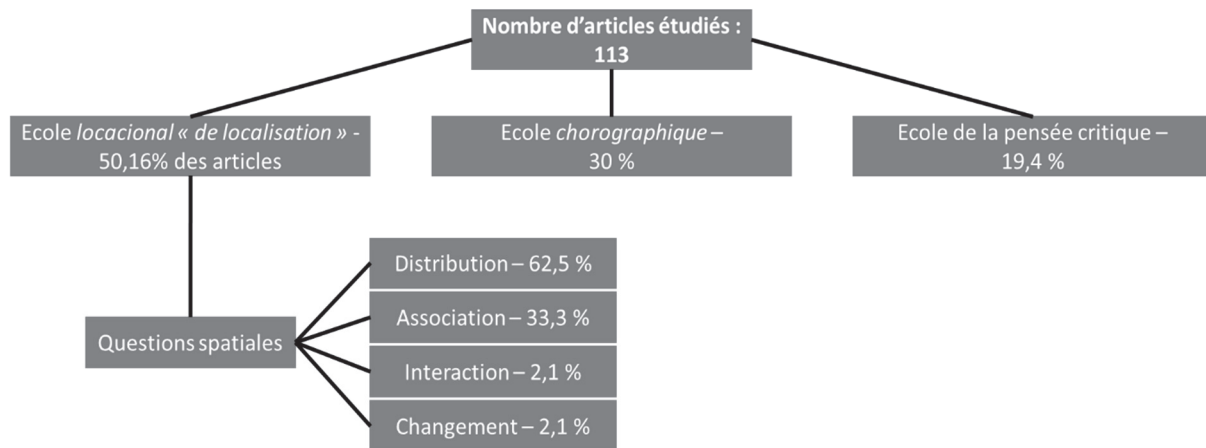 Nombre d'articles étudiés :
113
Ecole locacional « de localisation » -
50,16% des articles
Ecole chorographique –
30 %
Ecole de la pensée critique –
19,4 %
Distribution – 62,5 %
Association – 33,3 %
Questions spatiales
Interaction – 2,1 %
Changement – 2,1 %